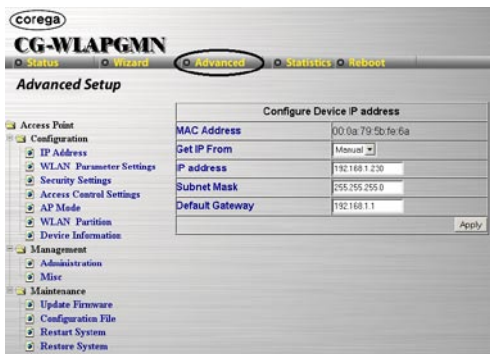 corega
CG-WLAPGMN
Status Wizard Advanced Statistics Reboot
Advanced Setup
Access Point
Configuration
IP Address
WLAN Parameter Settings
Security Settings
Access Control Settings
AP Mode
WLAN Partition
Device Information
Management
Administration
Misc
Maintenance
Update Firmware
Configuration File
Restart System
Restore System
Configure Device IP address
MAC Address 00:0a:79:5b:fe:6a
Get IP From Manual
IP address 192.168.1.230
Subnet Mask 255.255.255.0
Default Gateway 192.168.1.1
Apply